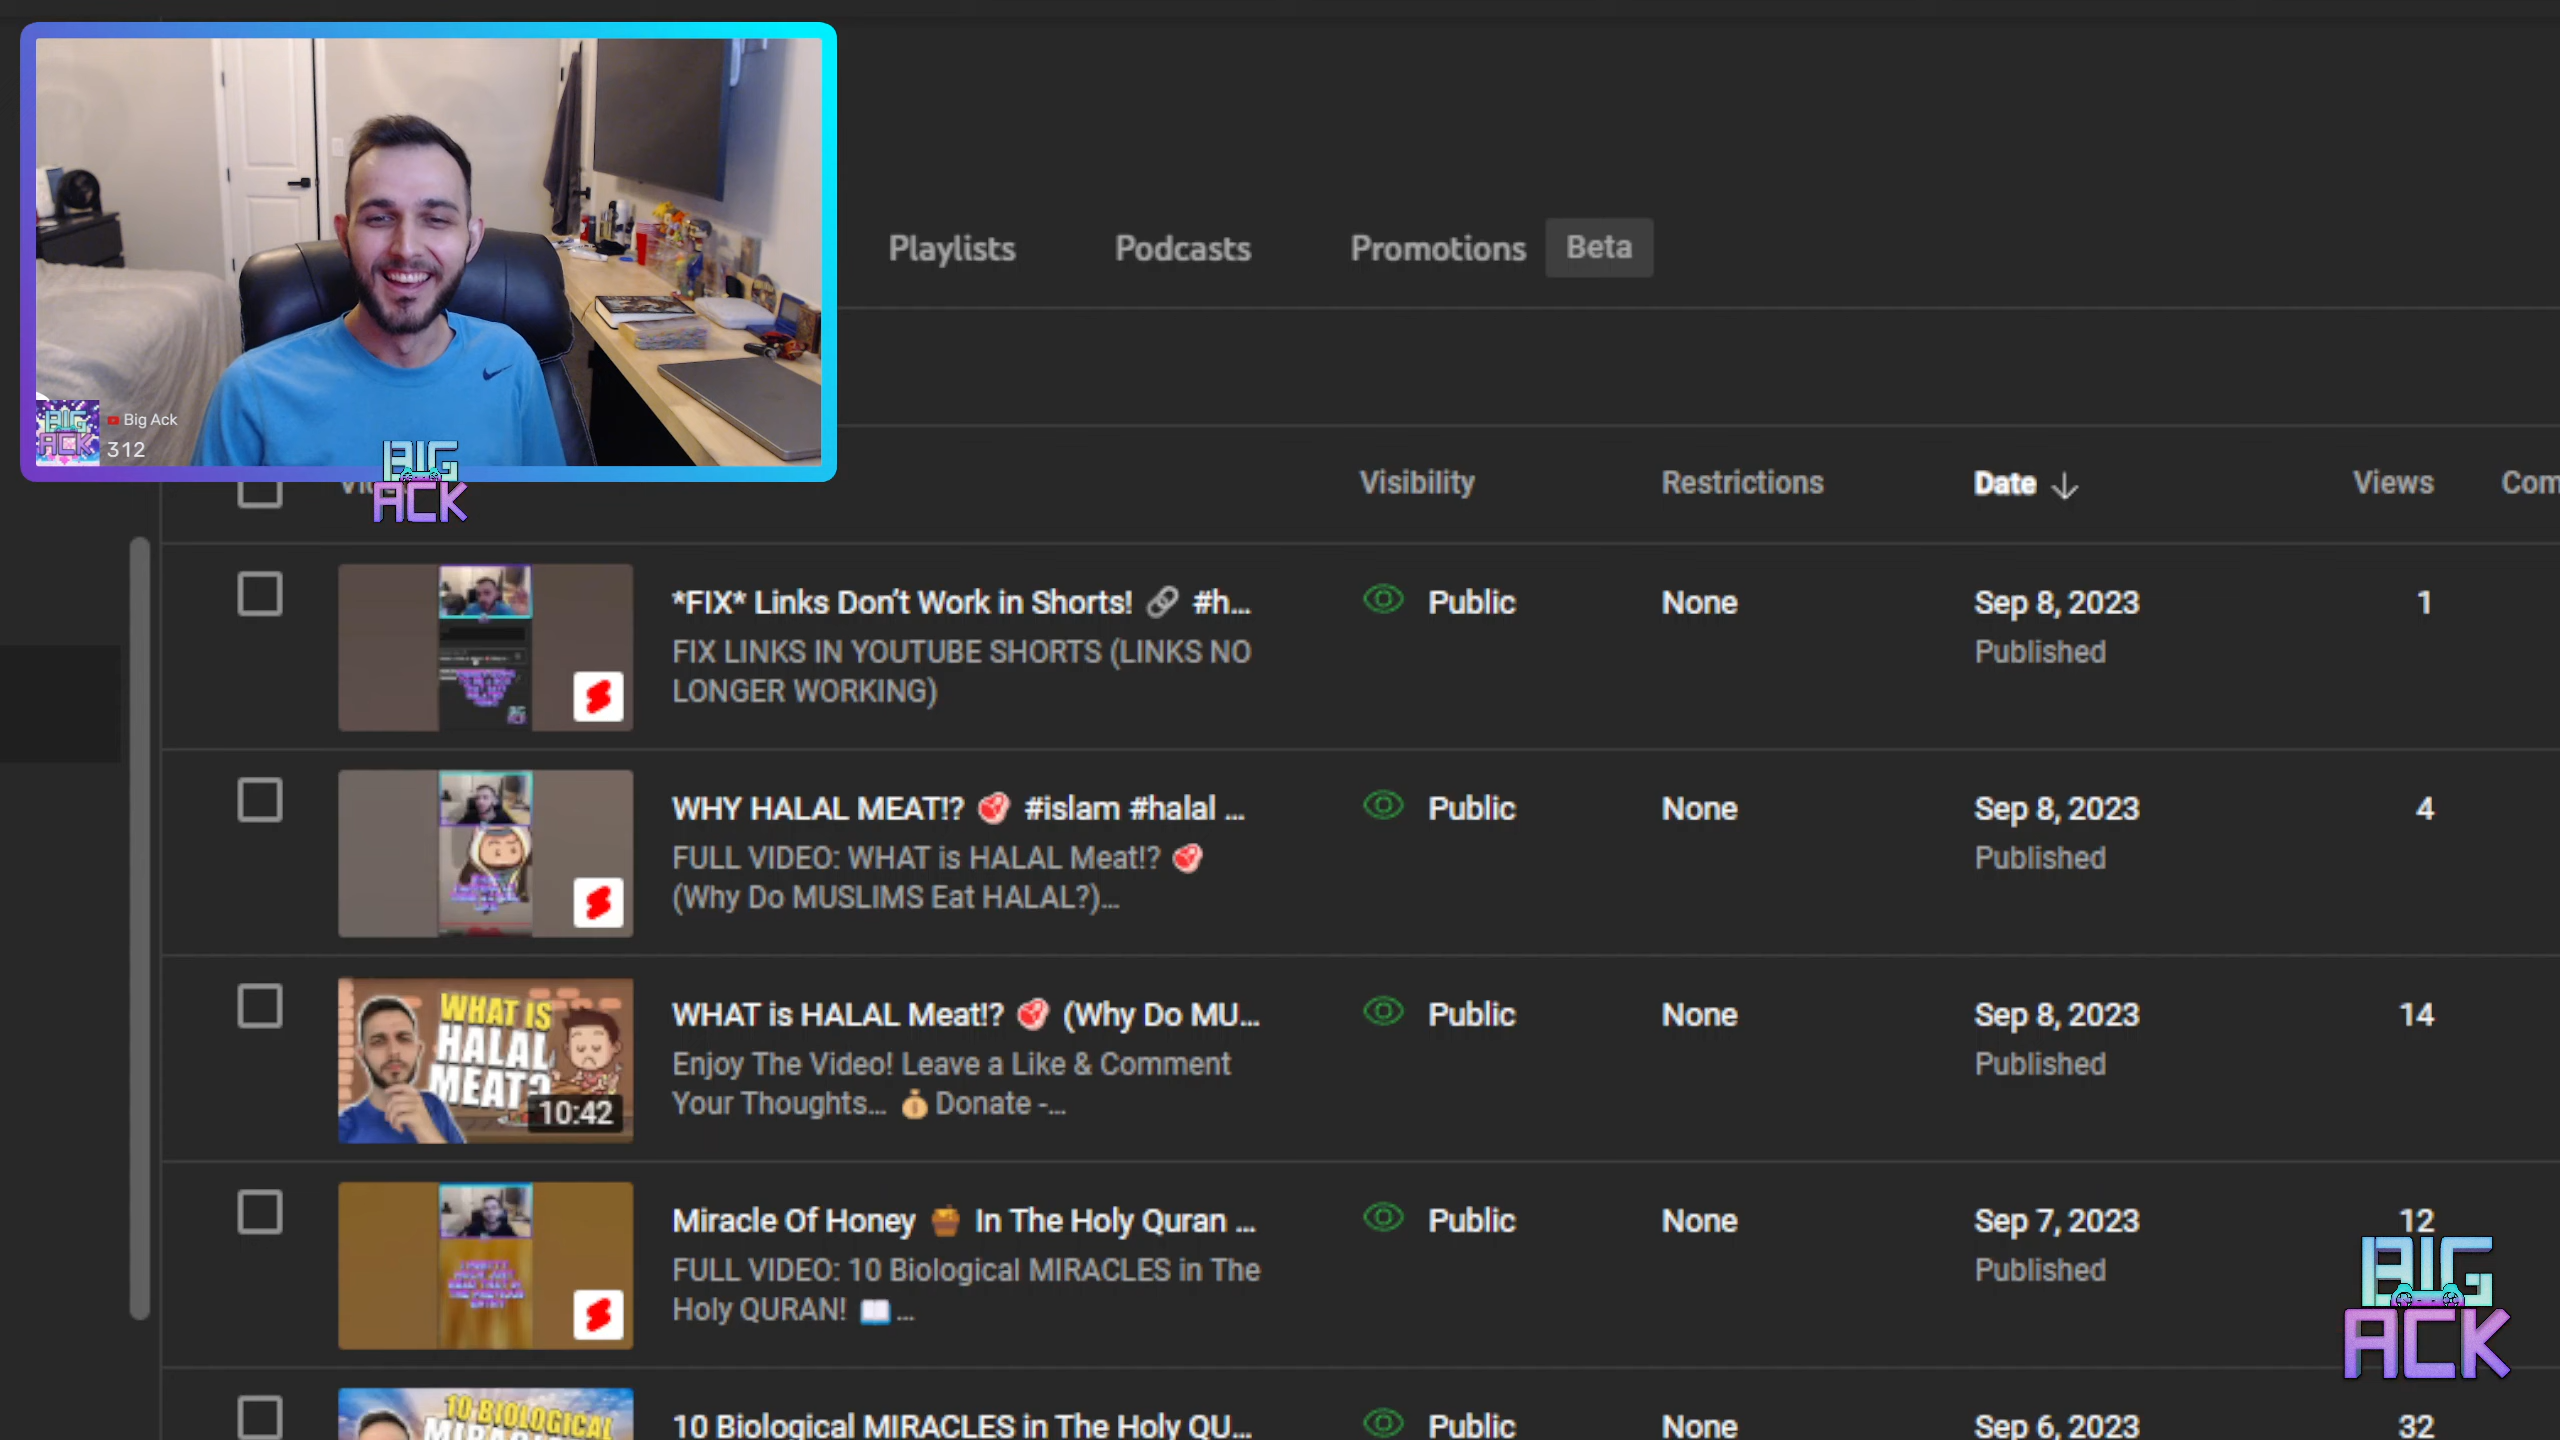 Big Ack
312
BIG
ACK
Playlists Podcasts Promotions Beta
Visibility Restrictions Date Views Com
*FIX* Links Don't Work in Shorts! 🔗 #h... Public None Sep 8, 2023 1
FIX LINKS IN YOUTUBE SHORTS (LINKS NO Published
LONGER WORKING)
WHY HALAL MEAT!? 🥩 #islam #halal ... Public None Sep 8, 2023 4
FULL VIDEO: WHAT is HALAL Meat!? 🥩 Published
(Why Do MUSLIMS Eat HALAL?)...
WHAT IS
HALAL
MEAT?
10:42
WHAT is HALAL Meat!? 🥩 (Why Do MU... Public None Sep 8, 2023 14
Enjoy The Video! Leave a Like & Comment Published
Your Thoughts... 💰Donate -...
Miracle Of Honey 🍯 In The Holy Quran ... Public None Sep 7, 2023 12
FULL VIDEO: 10 Biological MIRACLES in The Published
Holy QURAN! 📖 ...
BIG
ACK
10 BIOLOGICAL
10 Biological MIRACLES in The Holy QU... Public None Sep 6, 2023 32